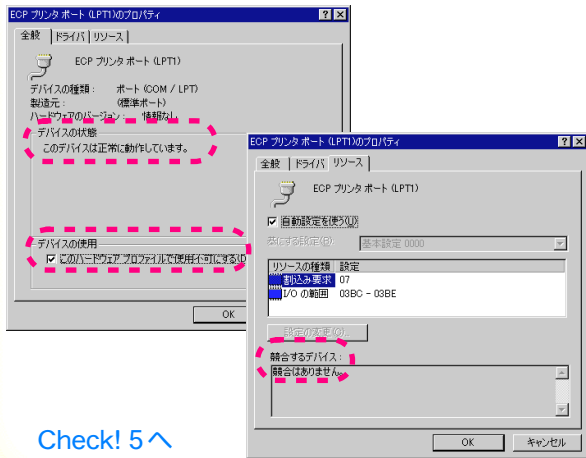 ECP プリンタ ポート (LPT1)のプロパティ
全般 ドライバ リソース
ECP プリンタ ポート (LPT1)
デバイスの種類: ポート (COM / LPT)
製造元: (標準ポート)
ハードウェアのバージョン: 情報なし
デバイスの状態
このデバイスは正常に動作しています。
デバイスの使用
このハードウェア プロファイルで使用不可にする(D
OK
ECP プリンタ ポート (LPT1)のプロパティ
全般 ドライバ リソース
ECP プリンタ ポート (LPT1)
自動設定を使う(U)
基にする設定(B): 基本設定 0000
リソースの種類 設定
割込み要求 07
I/O の範囲 03BC - 03BE
設定の変更(C)...
競合するデバイス:
競合はありません。
OK キャンセル
Check! 5へ